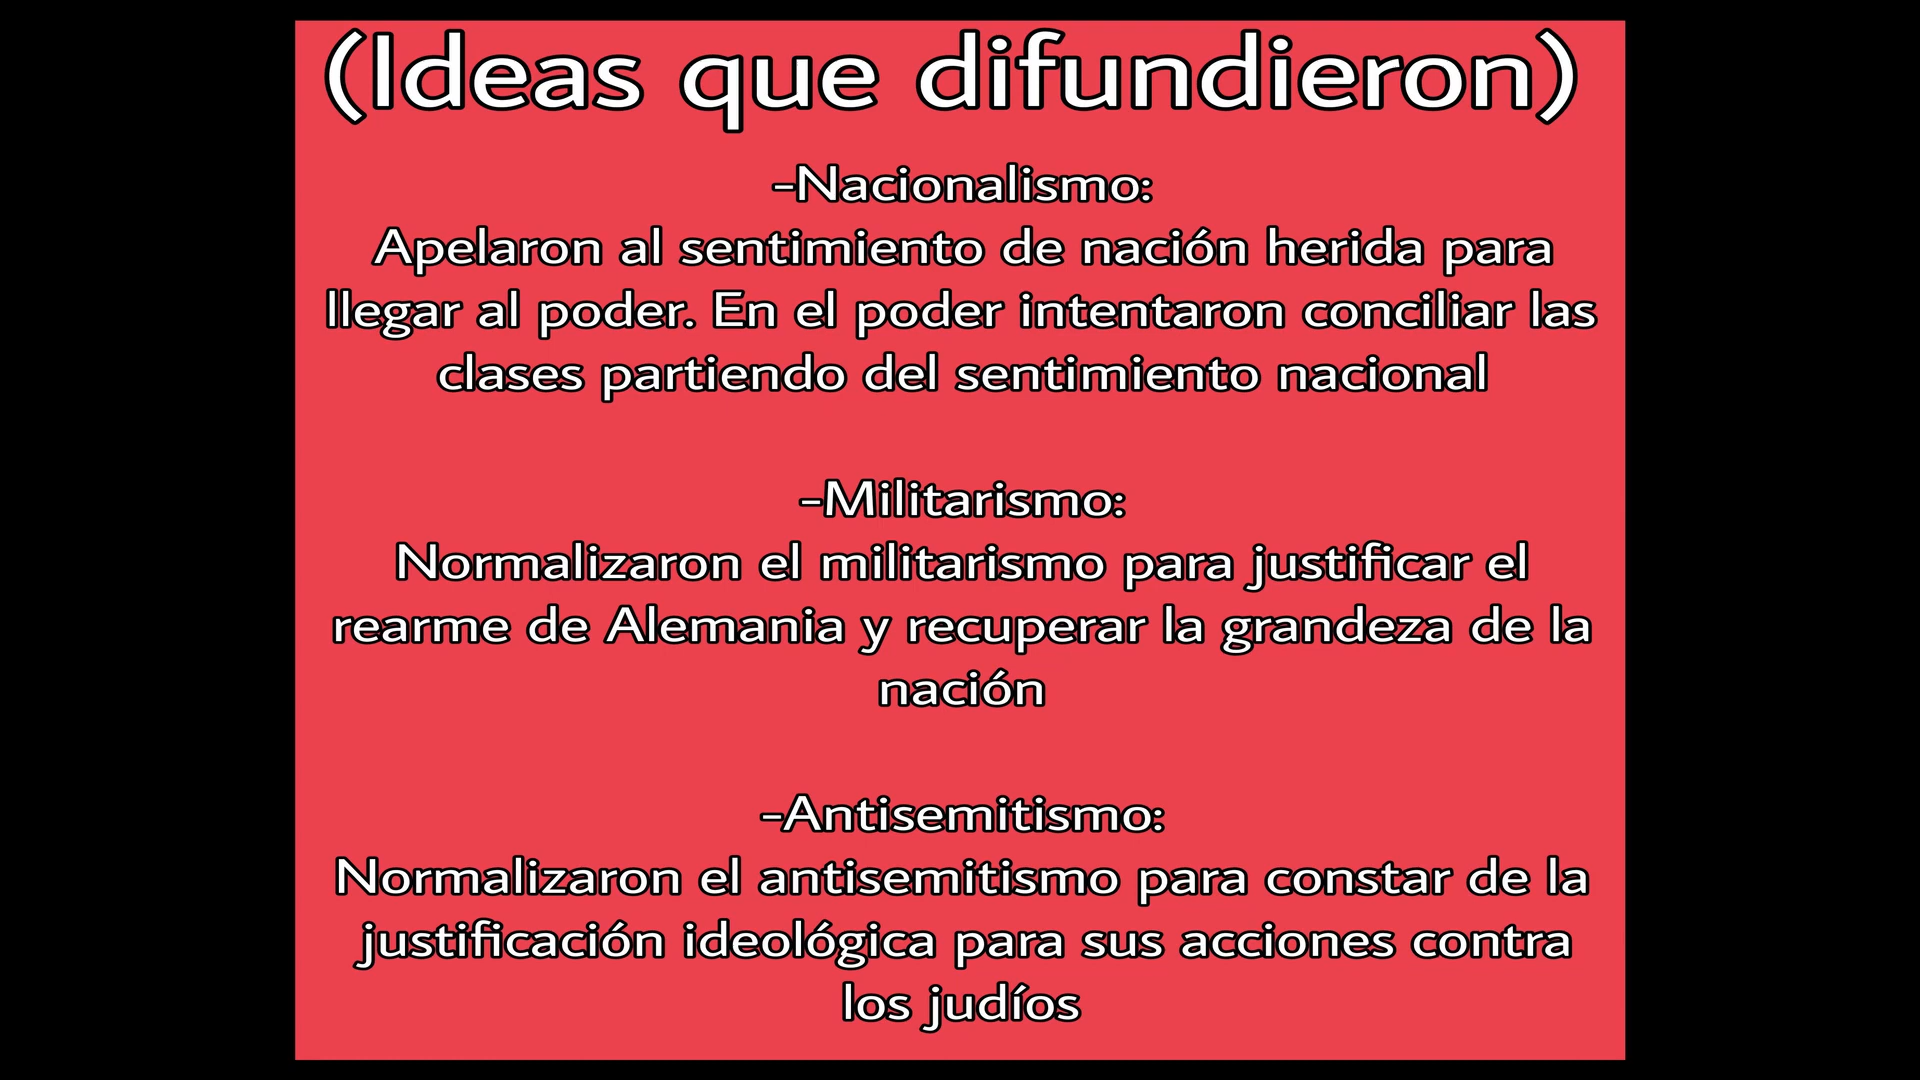 (Ideas que difundieron)
-Nacionalismo:
Apelaron al sentimiento de nación herida para
llegar al poder. En el poder intentaron conciliar las
clases partiendo del sentimiento nacional
-Militarismo:
Normalizaron el militarismo para justificar el
rearme de Alemania y recuperar la grandeza de la
nación
-Antisemitismo:
Normalizaron el antisemitismo para constar de la
justificación ideológica para sus acciones contra
los judíos